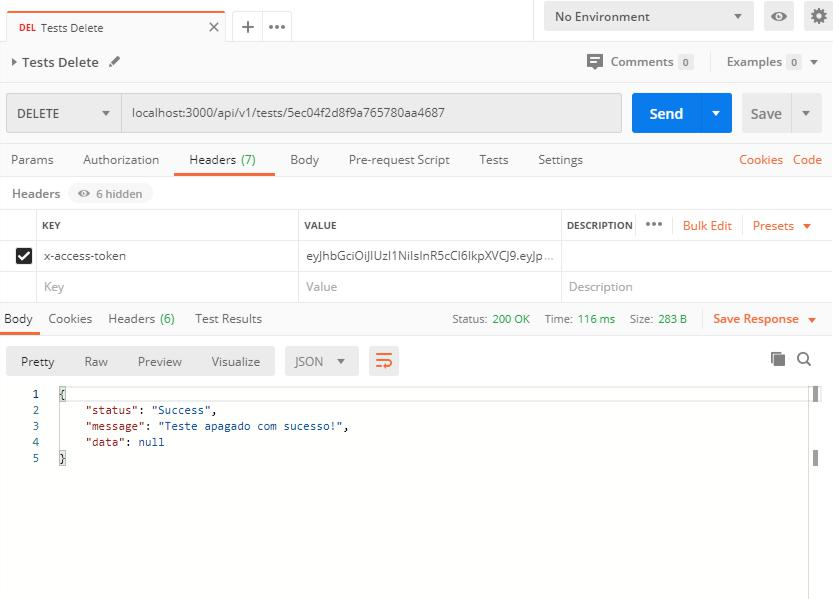 DEL Tests Delete
No Environment
Tests Delete
Comments 0
Examples 0
DELETE
localhost:3000/api/v1/tests/5ec04f2d8f9a765780aa4687
Send
Save
Params Authorization Headers (7) Body Pre-request Script Tests Settings Cookies Code
Headers 6 hidden
KEY VALUE DESCRIPTION Bulk Edit Presets
x-access-token eyJhbGciOiJIUzI1NiIsInR5cCI6IkpXVCJ9.eyJp...
Key Value Description
Body Cookies Headers (6) Test Results Status: 200 OK Time: 116 ms Size: 283 B Save Response
Pretty Raw Preview Visualize JSON
1 {
2 "status": "Success",
3 "message": "Teste apagado com sucesso!",
4 "data": null
5 }